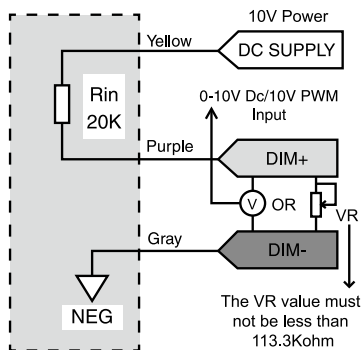 10V Power
Yellow
DC SUPPLY
Rin
20K
0-10V Dc/10V PWM
Input
Purple
DIM+
V
OR
VR
Gray
DIM-
NEG
The VR value must
not be less than
113.3Kohm